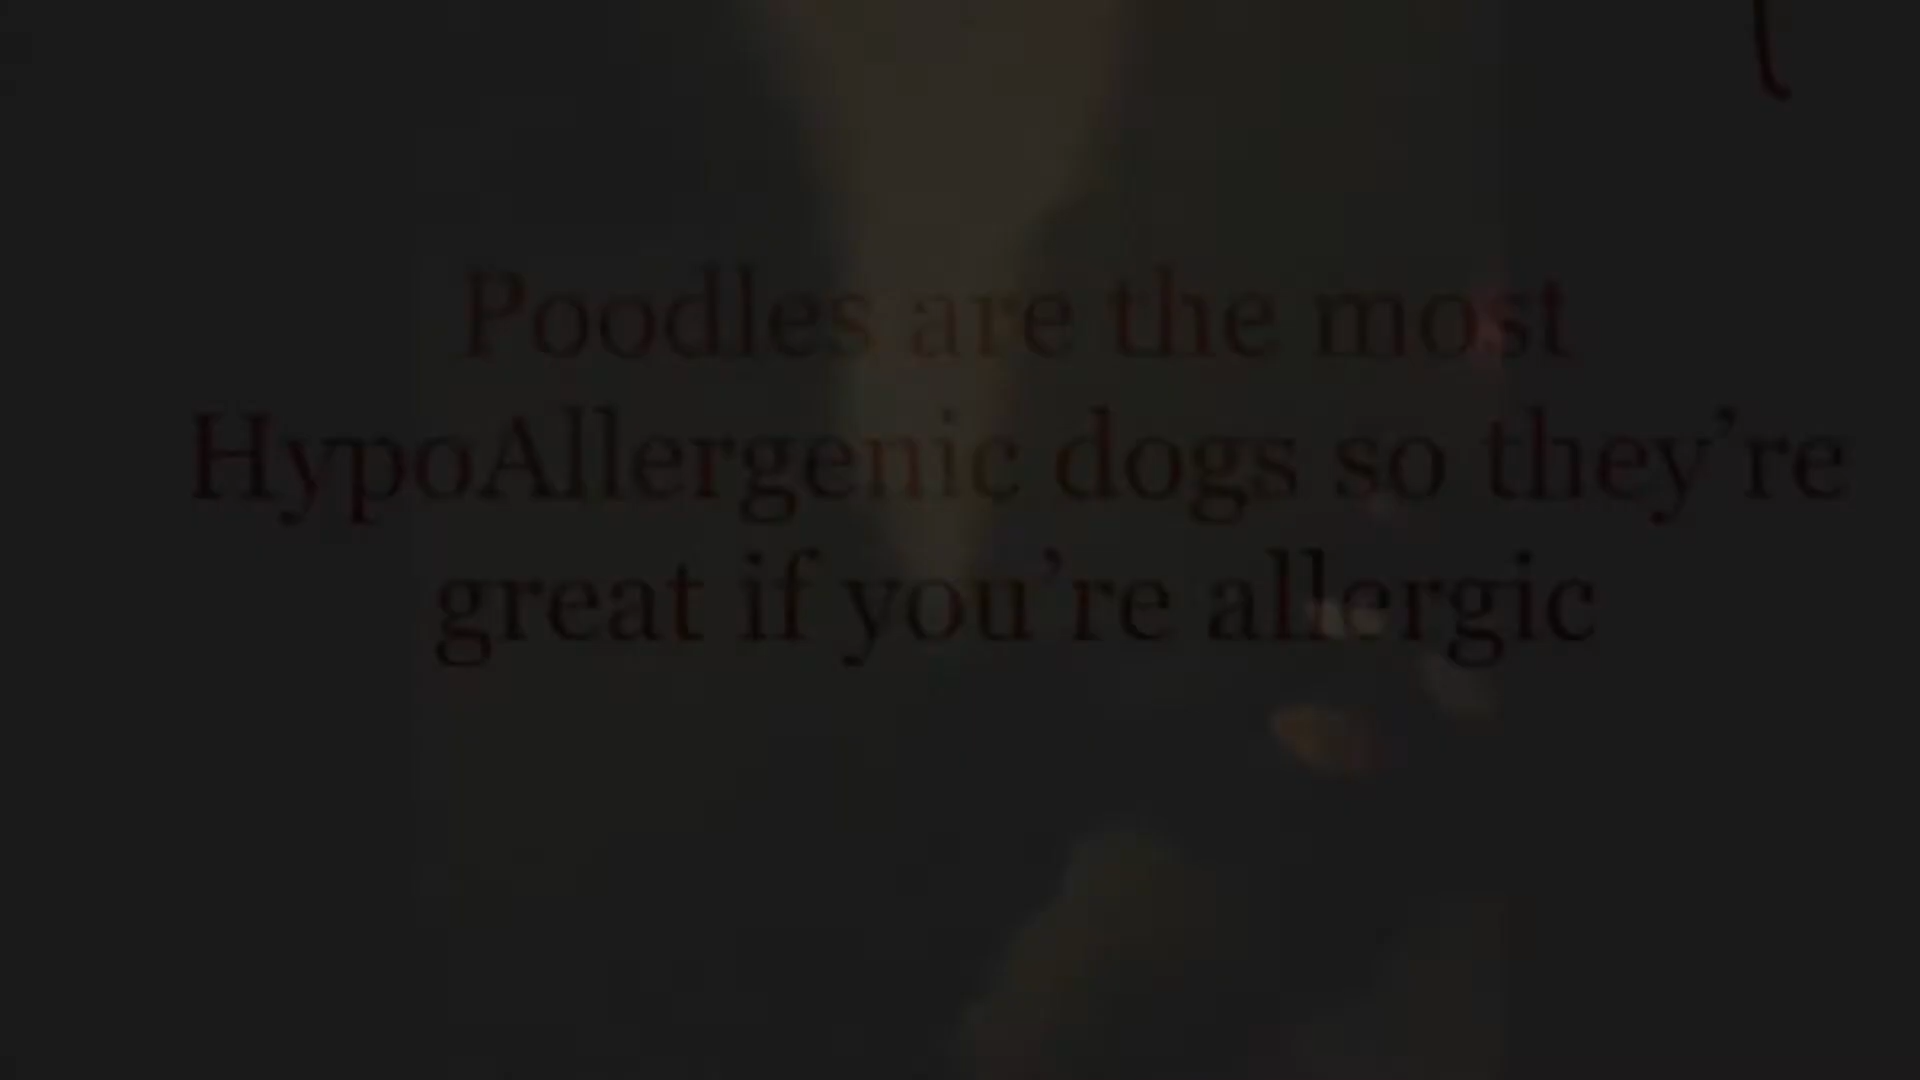 Poodles are the most
HypoAllergenic dogs so they’re
great if you’re allergic